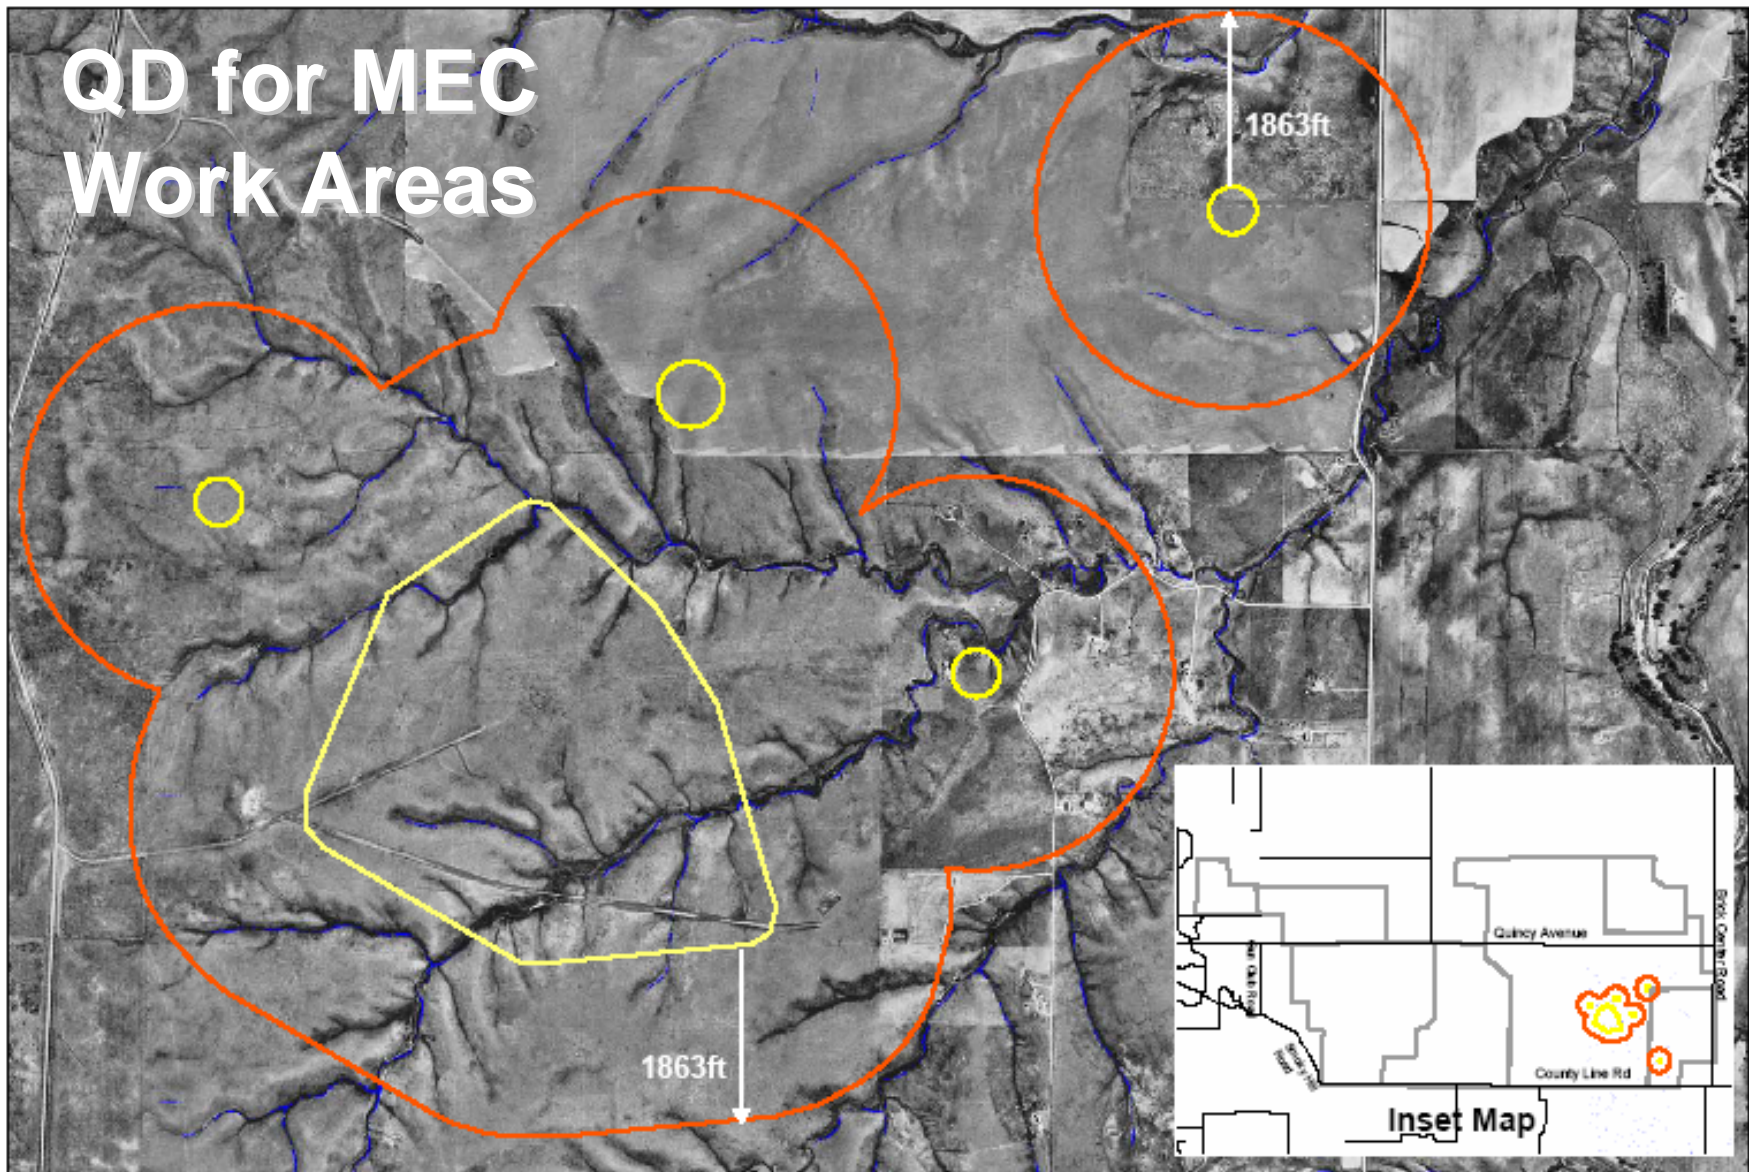 QD for MEC
Work Areas
1863ft
1863ft
Quincy Avenue
County Line Rd
Inset Map